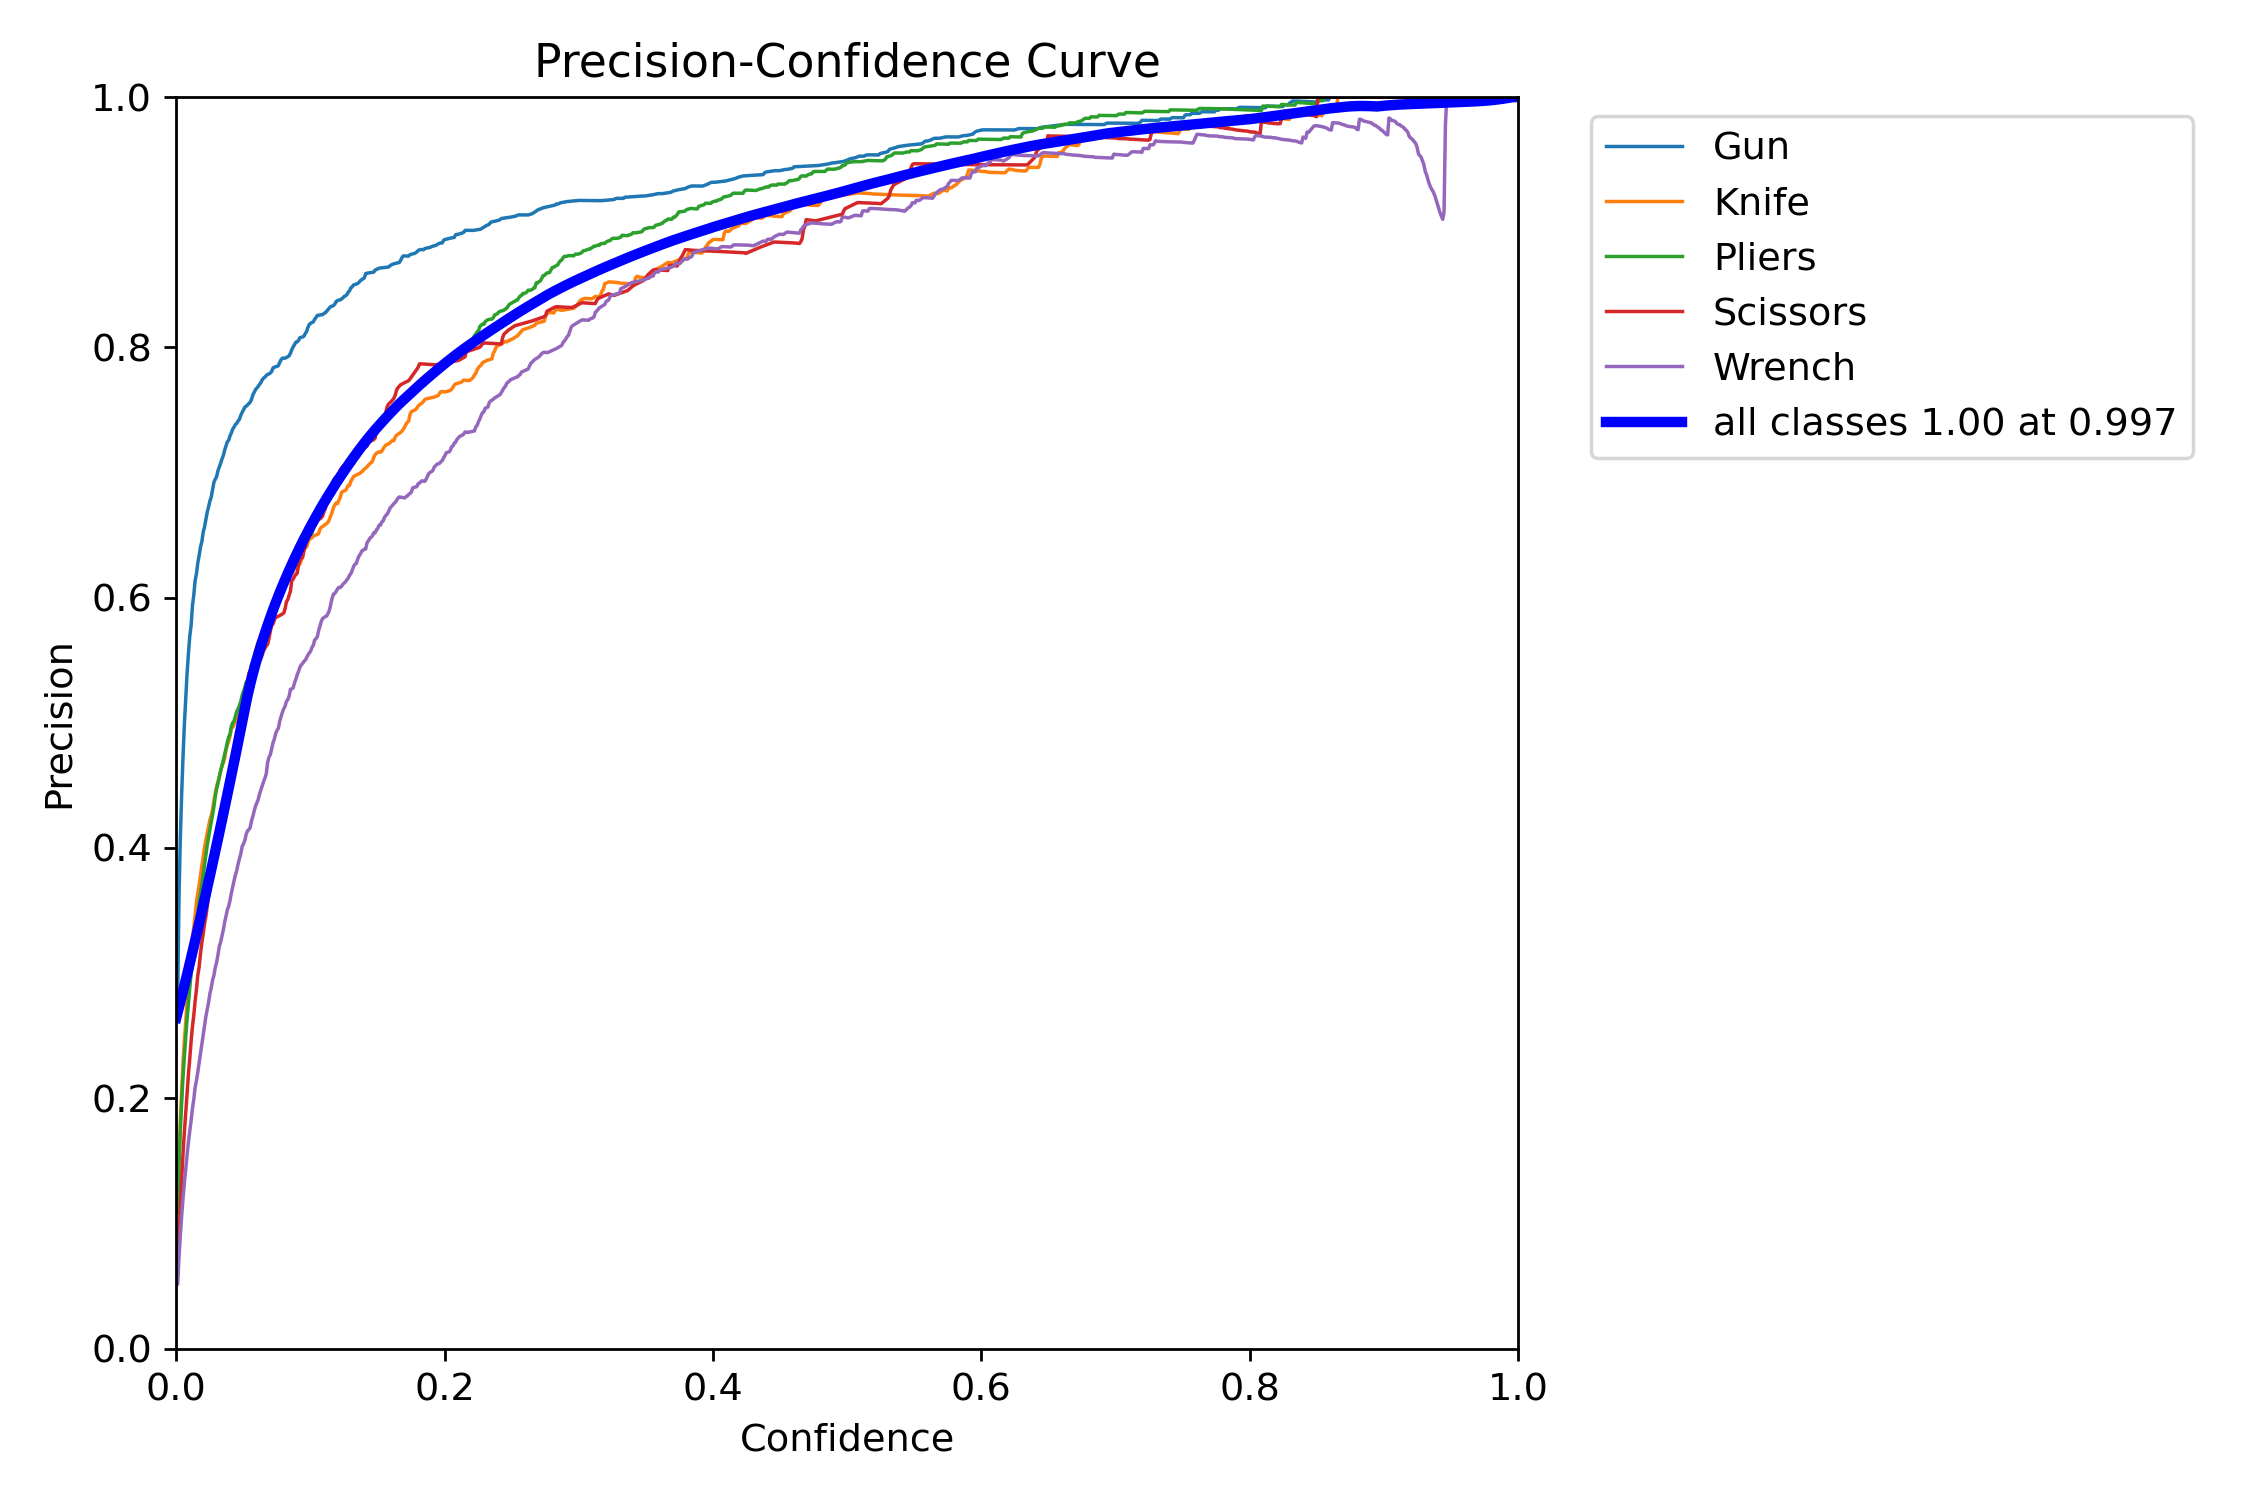 Precision-Confidence Curve
1.0
0.8
0.6
0.4
0.2
0.0
Precision
0.0 0.2 0.4 0.6 0.8 1.0
Confidence
Gun
Knife
Pliers
Scissors
Wrench
all classes 1.00 at 0.997